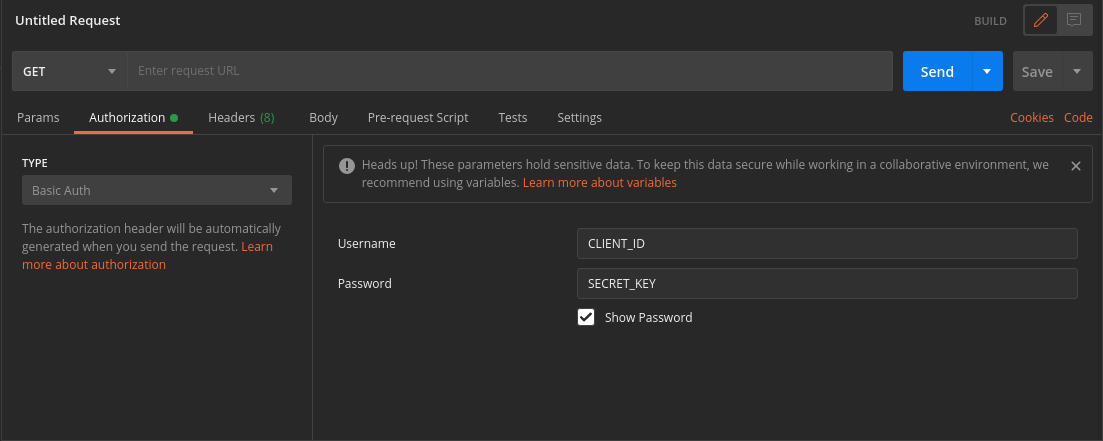 Untitled Request
BUILD
GET
Enter request URL
Send
Save
Params
Authorization
Headers (8)
Body
Pre-request Script
Tests
Settings
Cookies
Code
TYPE
Basic Auth
The authorization header will be automatically
generated when you send the request. Learn
more about authorization
Heads up! These parameters hold sensitive data. To keep this data secure while working in a collaborative environment, we
recommend using variables. Learn more about variables
Username
CLIENT_ID
Password
SECRET_KEY
Show Password